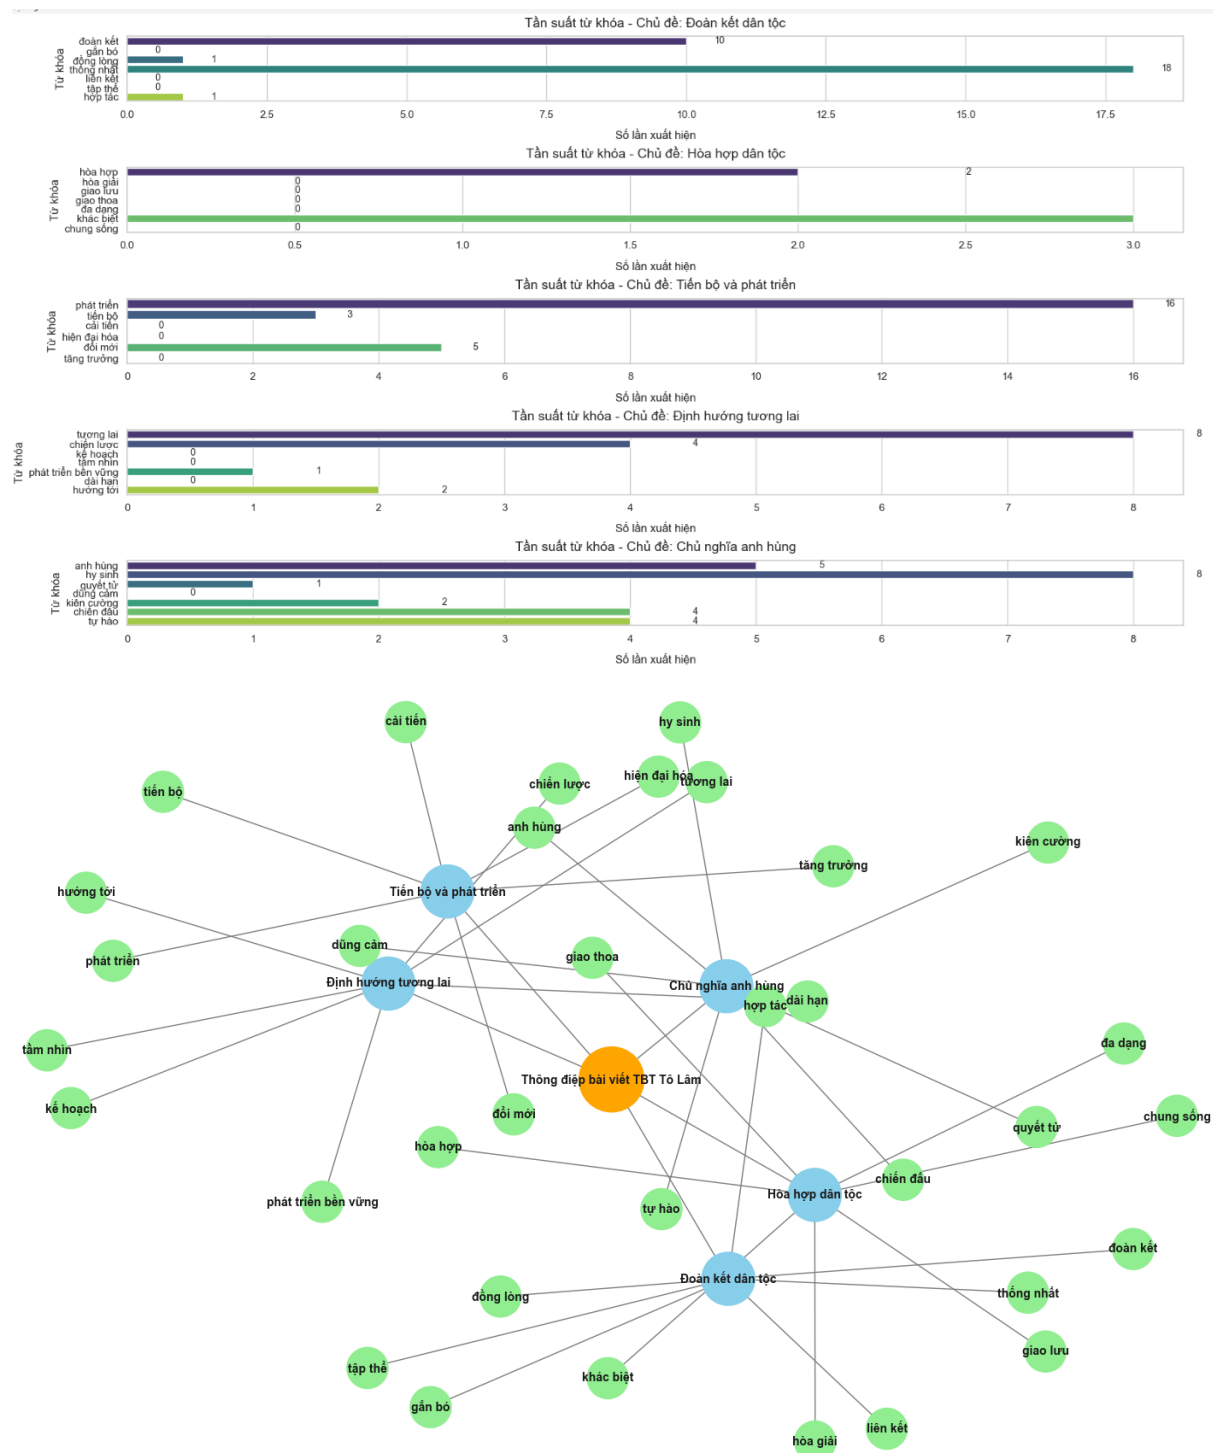 Tần suất từ khóa - Chủ đề: Đoàn kết dân tộc
Từ khóa
đoàn kết
gắn bó
đồng lòng
thống nhất
liên kết
tập thể
hợp tác
10
0
1
18
0
0
1
0.0 2.5 5.0 7.5 10.0 12.5 15.0 17.5
Số lần xuất hiện
Tần suất từ khóa - Chủ đề: Hòa hợp dân tộc
Từ khóa
hòa hợp
hòa giải
giao lưu
giao thoa
đa dạng
khác biệt
chung sống
2
0
0
0
0
0
0.0 0.5 1.0 1.5 2.0 2.5 3.0
Số lần xuất hiện
Tần suất từ khóa - Chủ đề: Tiến bộ và phát triển
Từ khóa
phát triển
tiến bộ
cải tiến
hiện đại hóa
đổi mới
tăng trưởng
16
3
0
0
5
0
0 2 4 6 8 10 12 14 16
Số lần xuất hiện
Tần suất từ khóa - Chủ đề: Định hướng tương lai
Từ khóa
tương lai
chiến lược
kế hoạch
tầm nhìn
phát triển bền vững
dài hạn
hướng tới
8
4
0
0
1
0
2
0 1 2 3 4 5 6 7 8
Số lần xuất hiện
Tần suất từ khóa - Chủ đề: Chủ nghĩa anh hùng
Từ khóa
anh hùng
hy sinh
quyết tử
dũng cảm
kiên cường
chiến đấu
tự hào
5
8
1
0
2
4
4
0 1 2 3 4 5 6 7 8
Số lần xuất hiện
cải tiến
hy sinh
tiến bộ
chiến lược
hiện đại hóa
tương lai
anh hùng
kiên cường
tăng trưởng
hướng tới
Tiến bộ và phát triển
phát triển
dũng cảm
giao thoa
Định hướng tương lai
Chủ nghĩa anh hùng
hợp tác
dài hạn
tầm nhìn
đa dạng
Thông điệp bài viết TBT Tô Lâm
kế hoạch
đổi mới
chung sống
quyết tử
hòa hợp
chiến đấu
Hòa hợp dân tộc
phát triển bền vững
tự hào
đoàn kết
Đoàn kết dân tộc
đồng lòng
thống nhất
giao lưu
tập thể
khác biệt
gắn bó
liên kết
hòa giải